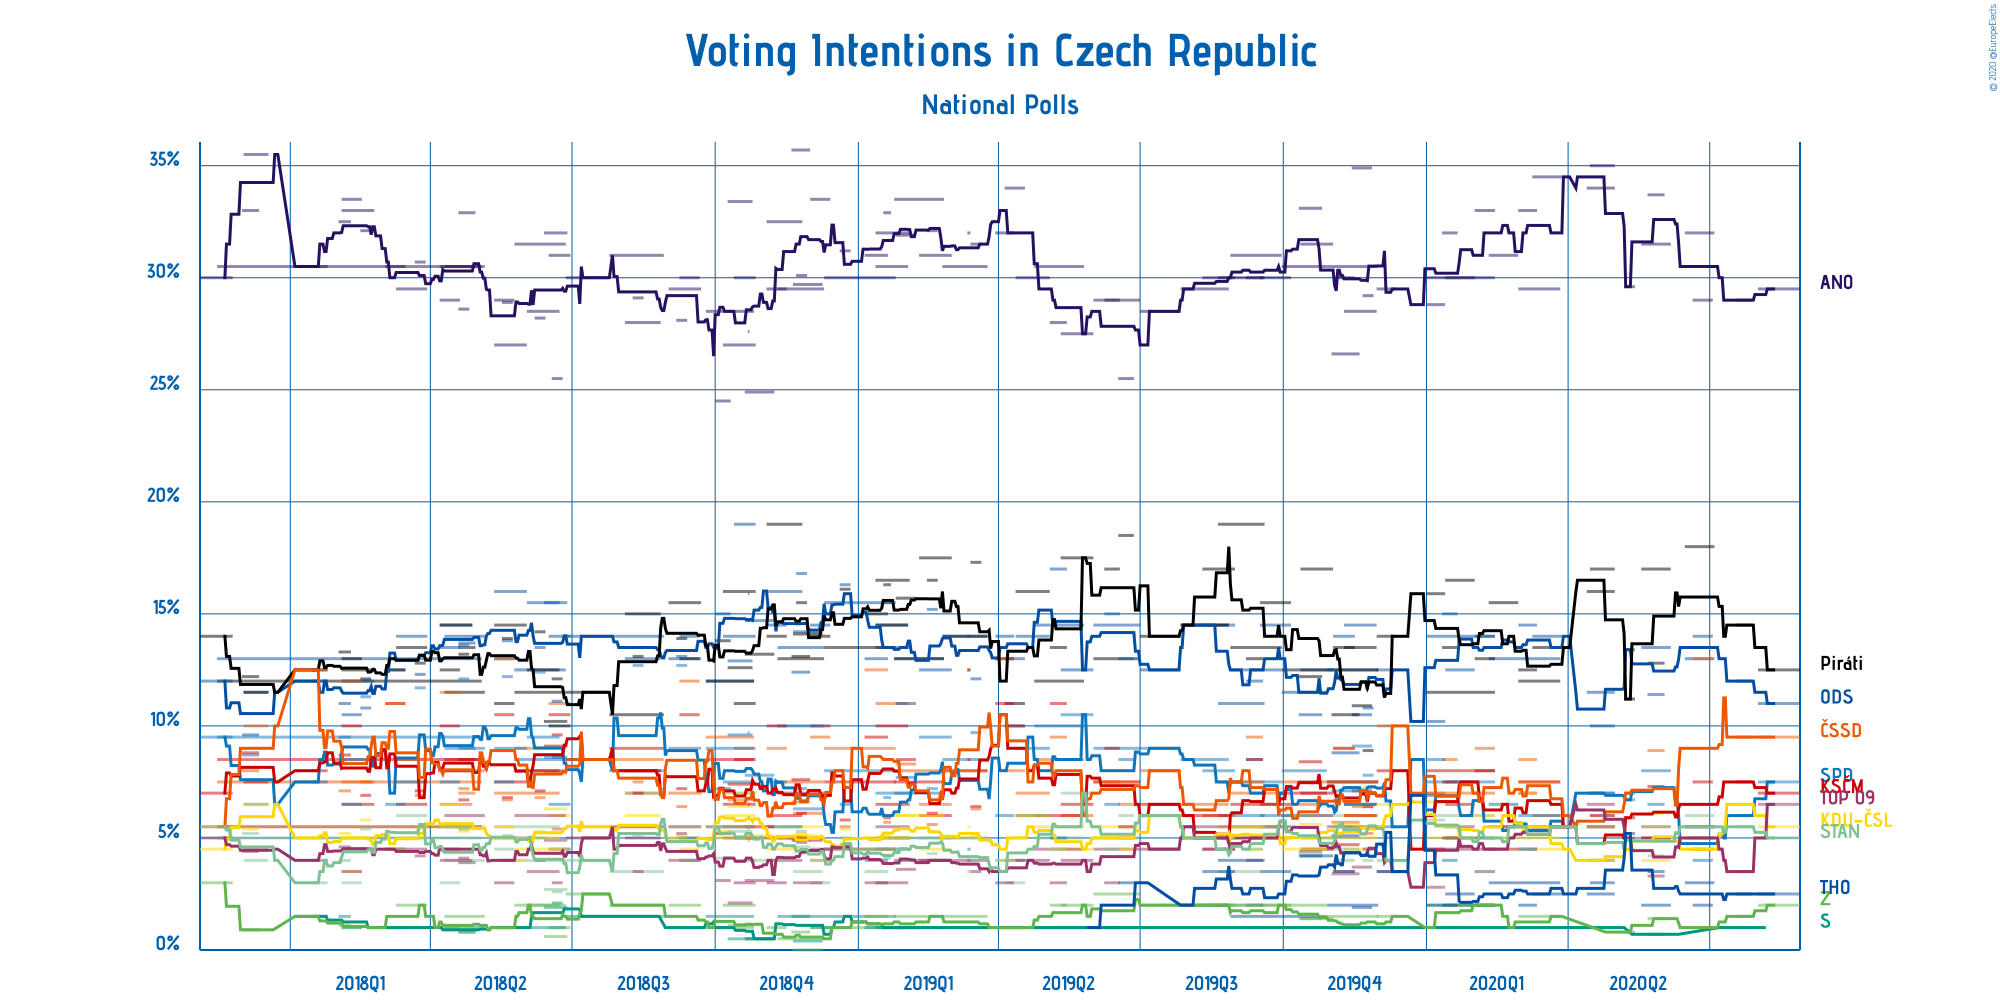 Voting Intentions in Czech Republic
National Polls
© 2020 @EuropeElects
35%
30%
25%
20%
15%
10%
5%
0%
ANO
Piráti
ODS
ČSSD
SPD
KSČM
TOP 09
KDU-ČSL
STAN
THO
Z
S
2018Q1
2018Q2
2018Q3
2018Q4
2019Q1
2019Q2
2019Q3
2019Q4
2020Q1
2020Q2